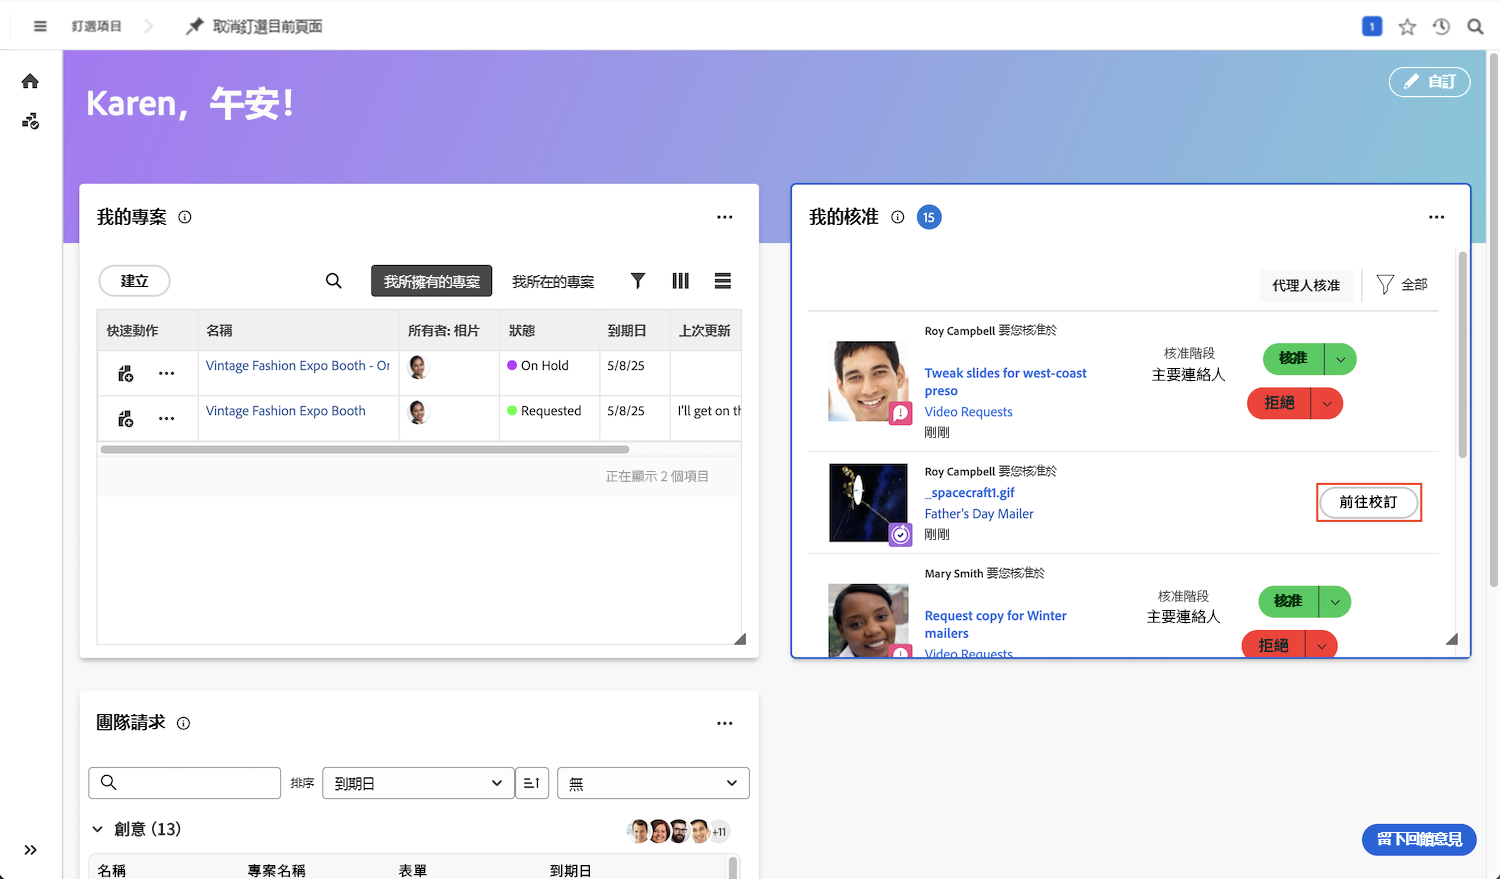 釘選項目
取消釘選目前頁面
1
Karen，午安！
自訂
我的專案
建立
我所擁有的專案
我所在的專案
快速動作 名稱 所有者: 相片 狀態 到期日 上次更新
Vintage Fashion Expo Booth - Or On Hold 5/8/25
Vintage Fashion Expo Booth Requested 5/8/25 I'll get on th
正在顯示 2 個項目
我的核准 15
代理人核准 全部
Roy Campbell 要您核准於
Tweak slides for west-coast
preso
Video Requests
剛剛
核准階段
主要連絡人
核准
拒絕
Roy Campbell 要您核准於
_spacecraft1.gif
Father's Day Mailer
剛剛
前往校訂
Mary Smith 要您核准於
Request copy for Winter
mailers
Video Requests
核准階段
主要連絡人
核准
拒絕
團隊請求
排序 到期日 無
創意 (13)
+11
名稱 專案名稱 表單 到期日
留下回饋意見